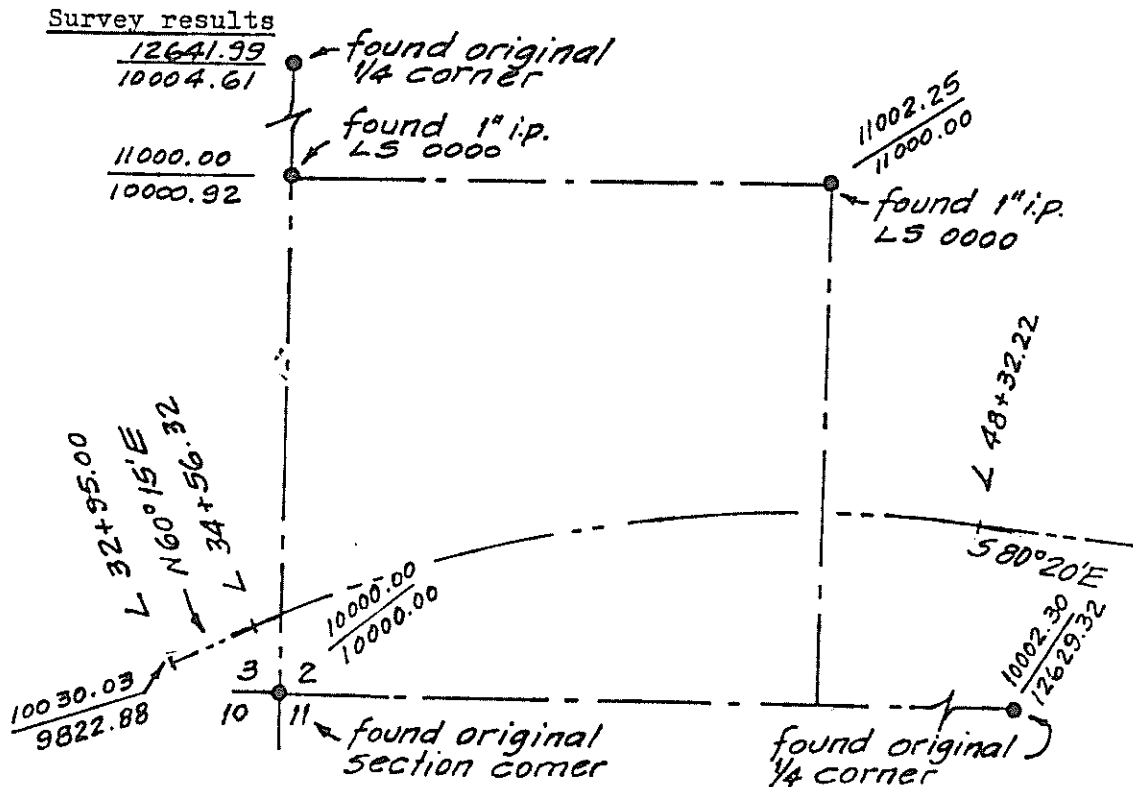 Survey results
12641.99
10004.61
found original
1/4 corner
found 1" i.p.
LS 0000
11000.00
10000.92
11002.25
11000.00
found 1" i.p.
LS 0000
L 32+95.00
N60°15'E
L 34+56.32
L 48+32.22
S80°20'E
10000.00
10000.00
10002.30
12629.32
3 2
10 11
10030.03
9822.88
found original
section corner
found original
1/4 corner